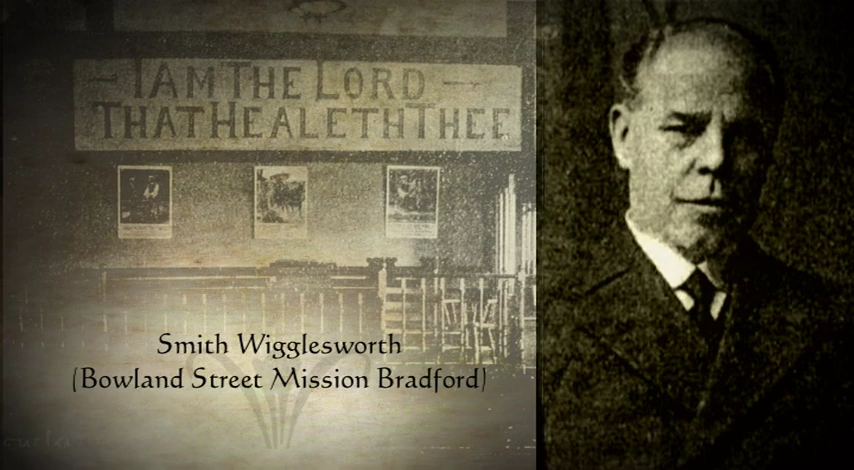 — I AM THE LORD —
THAT HEALETH THEE
Smith Wigglesworth
(Bowland Street Mission Bradford)